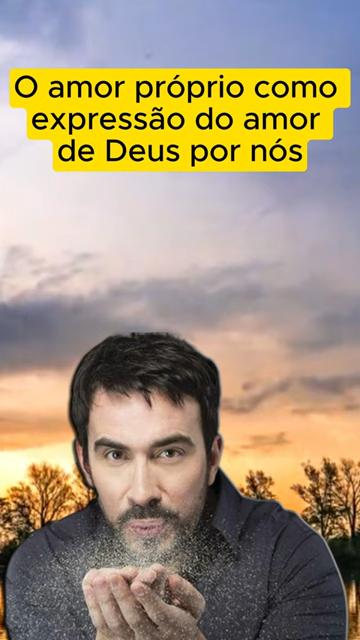 O amor próprio como
expressão do amor
de Deus por nós